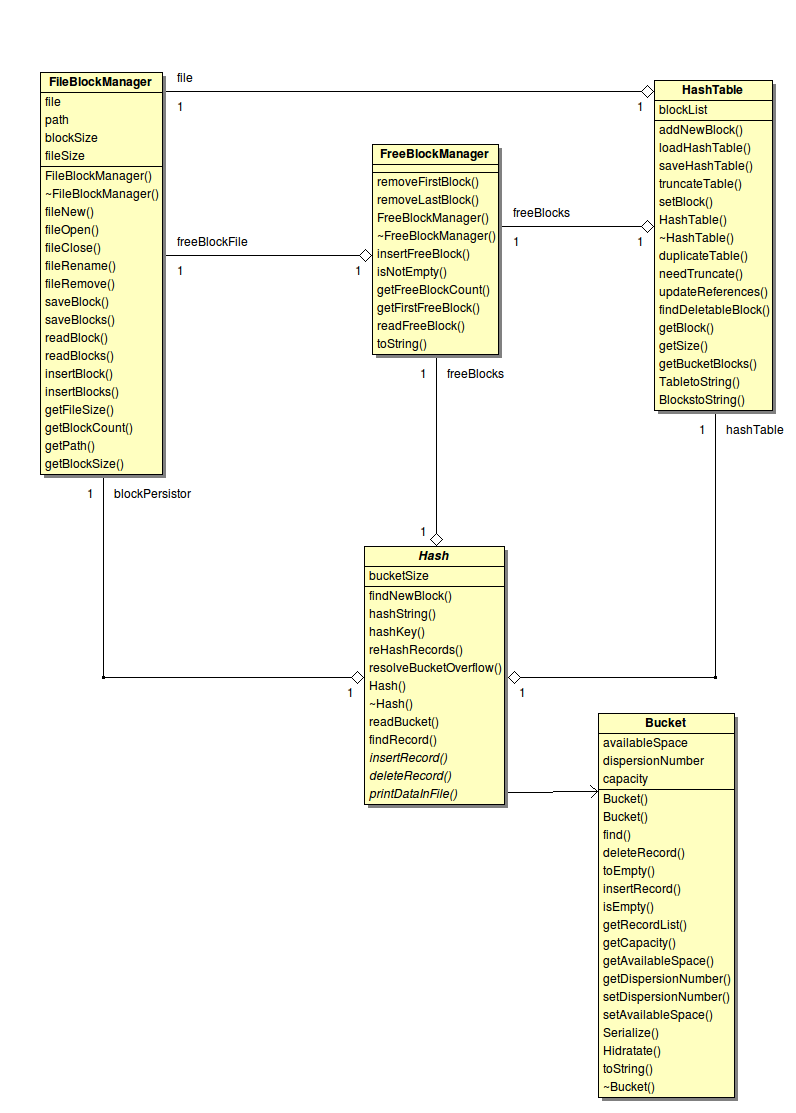 FileBlockManager
file
path
blockSize
fileSize
FileBlockManager()
~FileBlockManager()
fileNew()
fileOpen()
fileClose()
fileRename()
fileRemove()
saveBlock()
saveBlocks()
readBlock()
readBlocks()
insertBlock()
insertBlocks()
getFileSize()
getBlockCount()
getPath()
getBlockSize()
file
1
1
freeBlockFile
1
1
FreeBlockManager
removeFirstBlock()
removeLastBlock()
FreeBlockManager()
~FreeBlockManager()
insertFreeBlock()
isNotEmpty()
getFreeBlockCount()
getFirstFreeBlock()
readFreeBlock()
toString()
freeBlocks
1
1
HashTable
blockList
addNewBlock()
loadHashTable()
saveHashTable()
truncateTable()
setBlock()
HashTable()
~HashTable()
duplicateTable()
needTruncate()
updateReferences()
findDeletableBlock()
getBlock()
getSize()
getBucketBlocks()
TabletoString()
BlockstoString()
1 freeBlocks
1
1 hashTable
1
1 blockPersistor
1
Hash
bucketSize
findNewBlock()
hashString()
hashKey()
reHashRecords()
resolveBucketOverflow()
Hash()
~Hash()
readBucket()
findRecord()
insertRecord()
deleteRecord()
printDataInFile()
Bucket
availableSpace
dispersionNumber
capacity
Bucket()
Bucket()
find()
deleteRecord()
toEmpty()
insertRecord()
isEmpty()
getRecordList()
getCapacity()
getAvailableSpace()
getDispersionNumber()
setDispersionNumber()
setAvailableSpace()
Serialize()
Hidratate()
toString()
~Bucket()